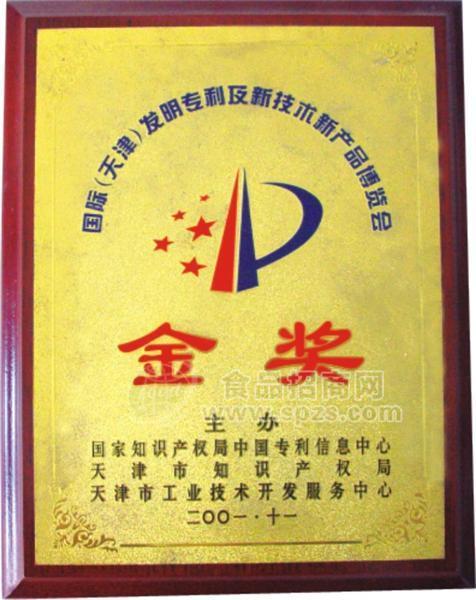 国际（天津）发明专利及新技术新产品博览会
金奖
食品招商网
www.spzs.com
主办
国家知识产权局中国专利信息中心
天津市知识产权局
天津市工业技术开发服务中心
二OO一·十一